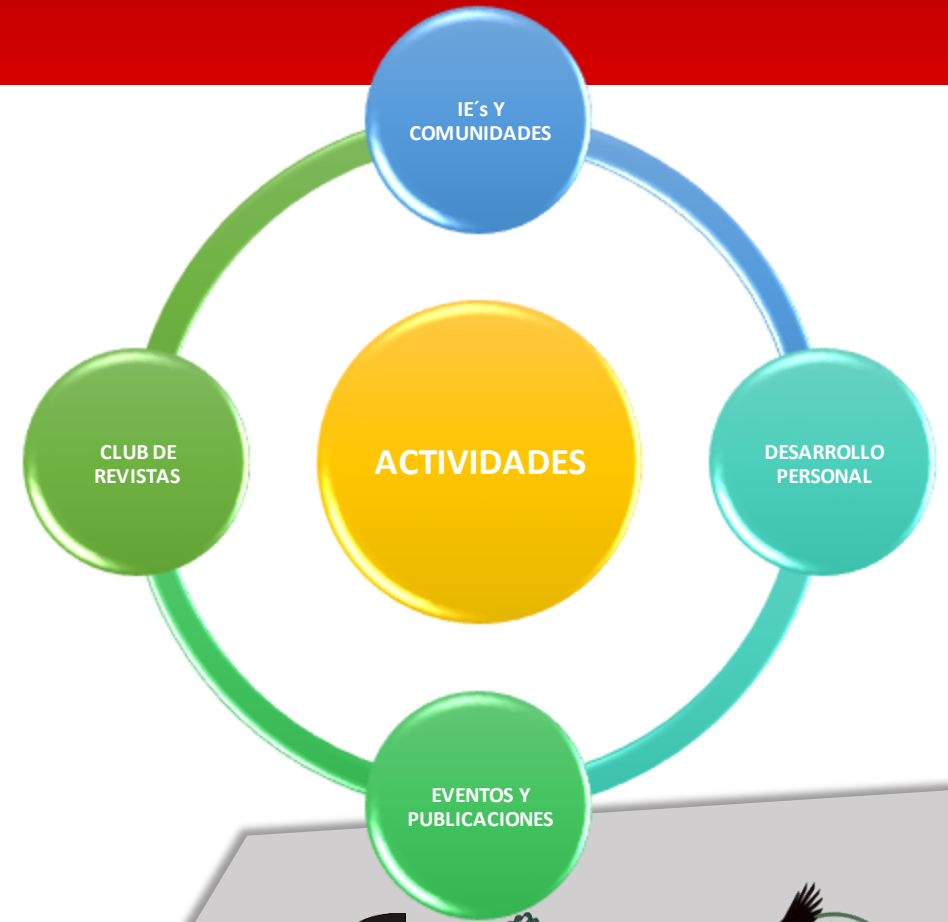 IE´s Y
COMUNIDADES
CLUB DE
REVISTAS
ACTIVIDADES
DESARROLLO
PERSONAL
EVENTOS Y
PUBLICACIONES